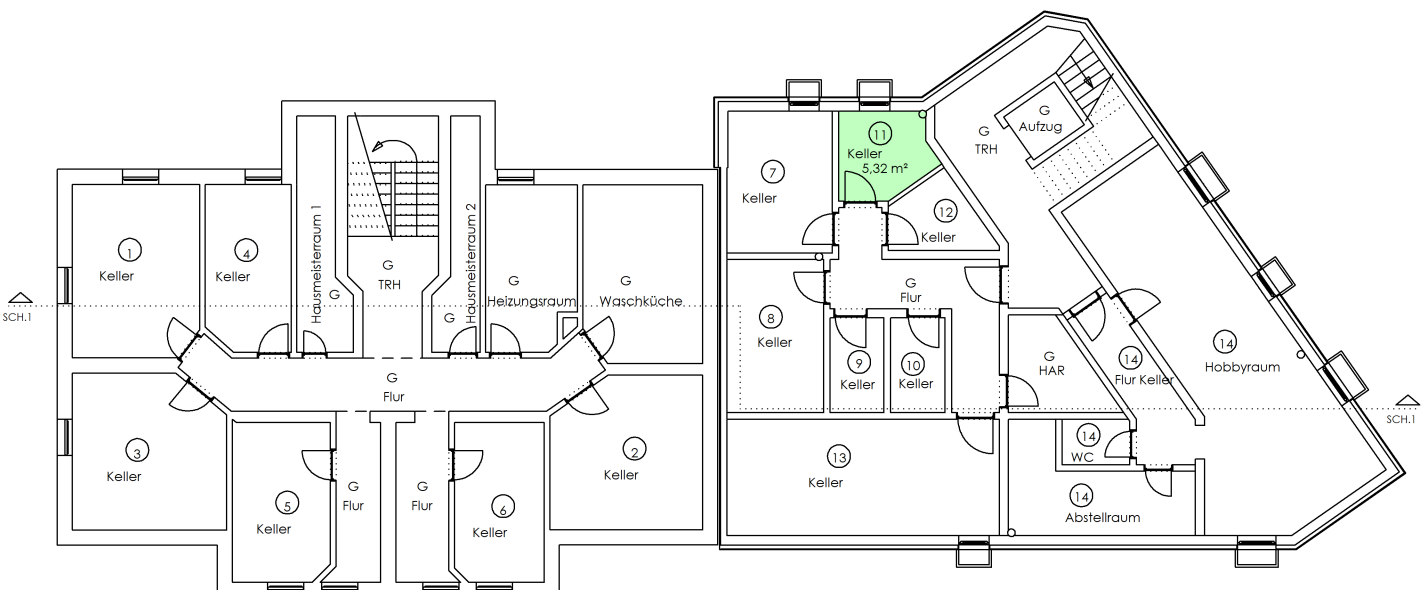 11
Keller
5,32 m²
G
Aufzug
G
TRH
7
Keller
12
Keller
1
Keller
4
Keller
Hausmeisterraum 1
G
G
TRH
Hausmeisterraum 2
G
G
Heizungsraum
G
Waschküche
G
Flur
SCH.1
8
Keller
9
Keller
10
Keller
G
HAR
14
Flur Keller
14
Hobbyraum
G
Flur
SCH.1
3
Keller
5
Keller
G
Flur
G
Flur
6
Keller
2
Keller
13
Keller
14
WC
14
Abstellraum